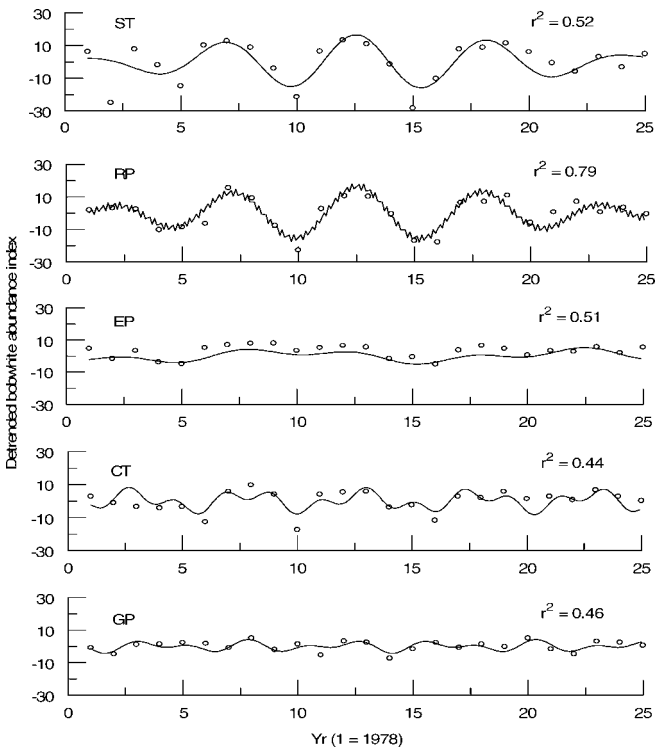 Detrended bobwhite abundance index
ST
r² = 0.52
30
10
-10
-30
0 5 10 15 20 25
RP
r² = 0.79
30
10
-10
-30
0 5 10 15 20 25
EP
r² = 0.51
30
10
-10
-30
0 5 10 15 20 25
CT
r² = 0.44
30
10
-10
-30
0 5 10 15 20 25
GP
r² = 0.46
30
10
-10
-30
0 5 10 15 20 25
Yr (1 = 1978)